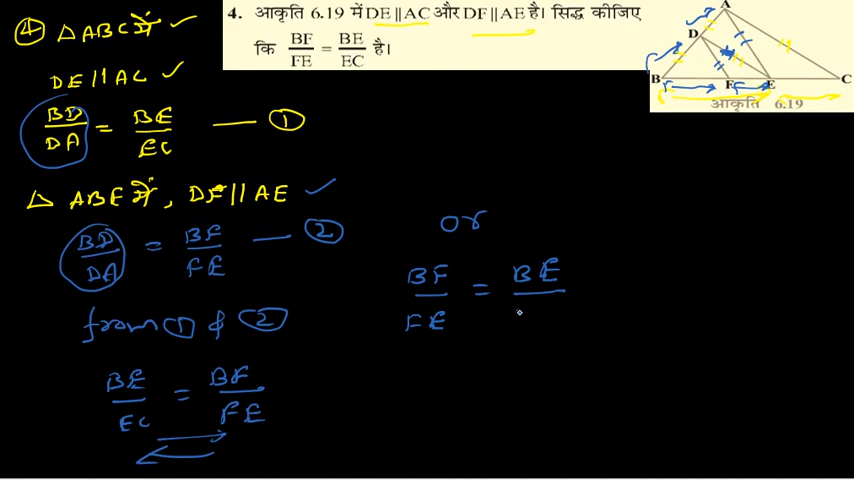 4. आकृति 6.19 में DE||AC और DF||AE है। सिद्ध कीजिए
कि BF/FE = BE/EC है।
A
D
B F E C
आकृति 6.19
④ △ABC में ✓
DE||AC ✓
BD/DA = BE/EC — ①
△ ABE में, DF||AE ✓
BD/DA = BF/FE — ②
from ① & ②
BE/EC = BF/FE
or
BF/FE = BE/